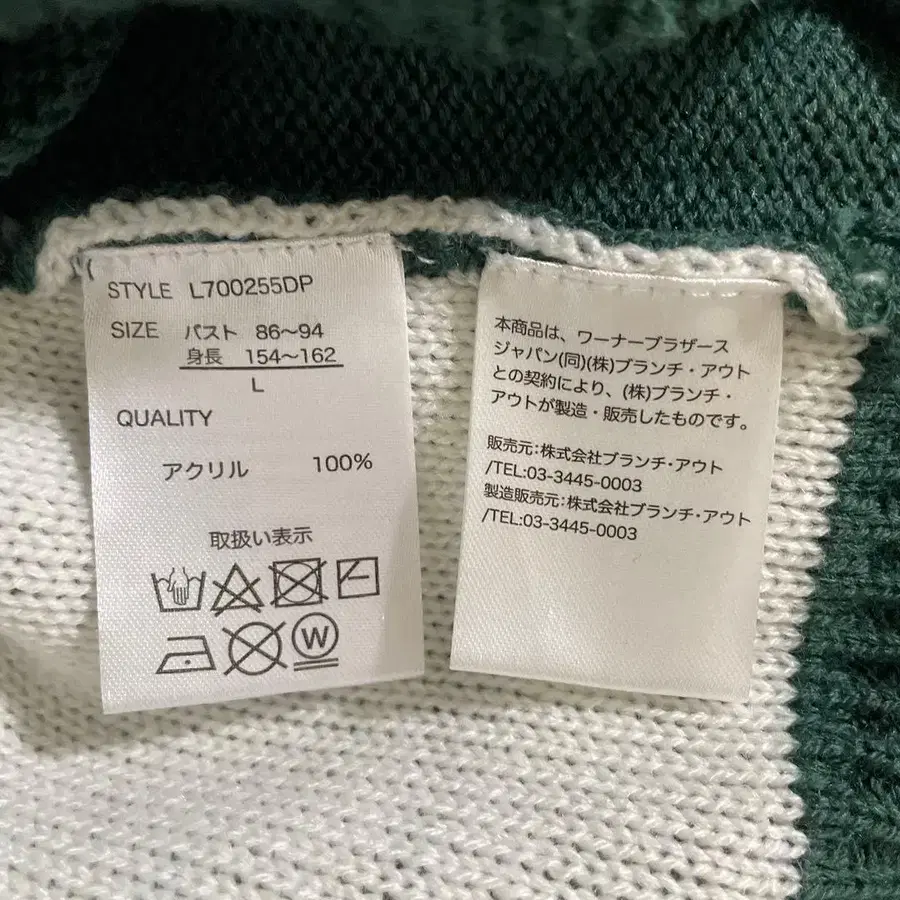 STYLE L700255DP
SIZE バスト 86～94
身長 154～162
L
QUALITY
アクリル 100%
取扱い表示
W
本商品は、ワーナーブラザース
ジャパン(同)(株)ブランチ・アウト
との契約により、(株)ブランチ・
アウトが製造・販売したものです。
販売元:株式会社ブランチ・アウト
/TEL:03-3445-0003
製造販売元:株式会社ブランチ・アウト
/TEL:03-3445-0003